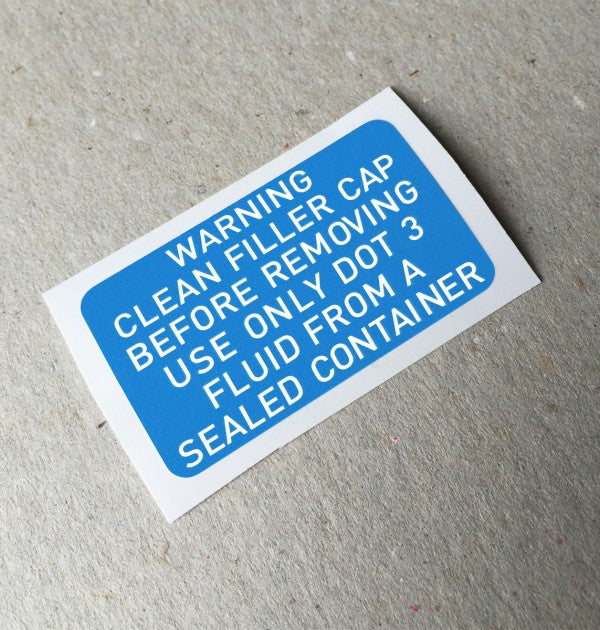 WARNING
CLEAN FILLER CAP
BEFORE REMOVING
USE ONLY DOT 3
FLUID FROM A
SEALED CONTAINER